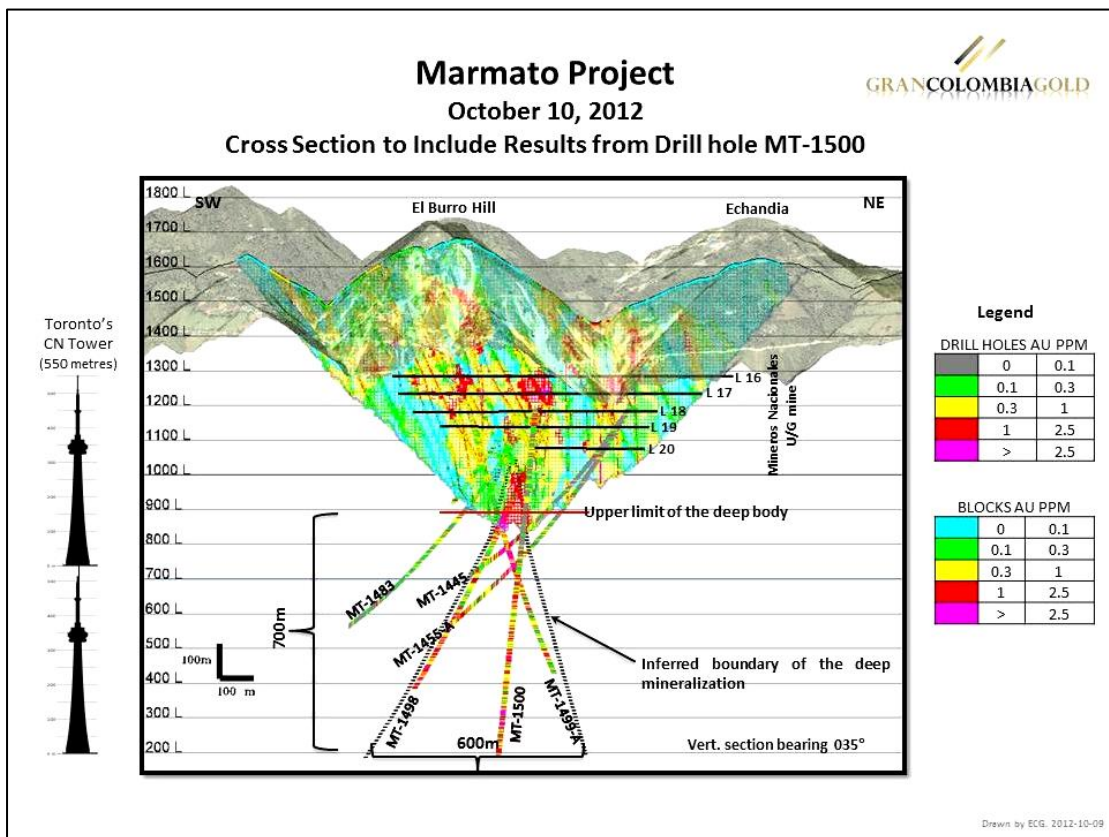 Marmato Project
October 10, 2012
Cross Section to Include Results from Drill hole MT-1500
GRANCOLOMBIAGOLD
1800 L
SW
El Burro Hill
Echandia
NE
1700 L
1600 L
1500 L
1400 L
1300 L
1200 L
1100 L
1000 L
900 L
800 L
700 L
600 L
500 L
400 L
300 L
200 L
L 16
L 17
L 18
L 19
L 20
Mineros Nacionales
U/G mine
Upper limit of the deep body
MT-1483
MT-1445
MT-1455-A
MT-1498
MT-1500
MT-1499-A
700m
100m
100 m
600m
Inferred boundary of the deep
mineralization
Vert. section bearing 035°
Toronto's
CN Tower
(550 metres)
Legend
DRILL HOLES AU PPM
0 0.1
0.1 0.3
0.3 1
1 2.5
> 2.5
BLOCKS AU PPM
0 0.1
0.1 0.3
0.3 1
1 2.5
> 2.5
Drawn by ECG. 2012-10-09